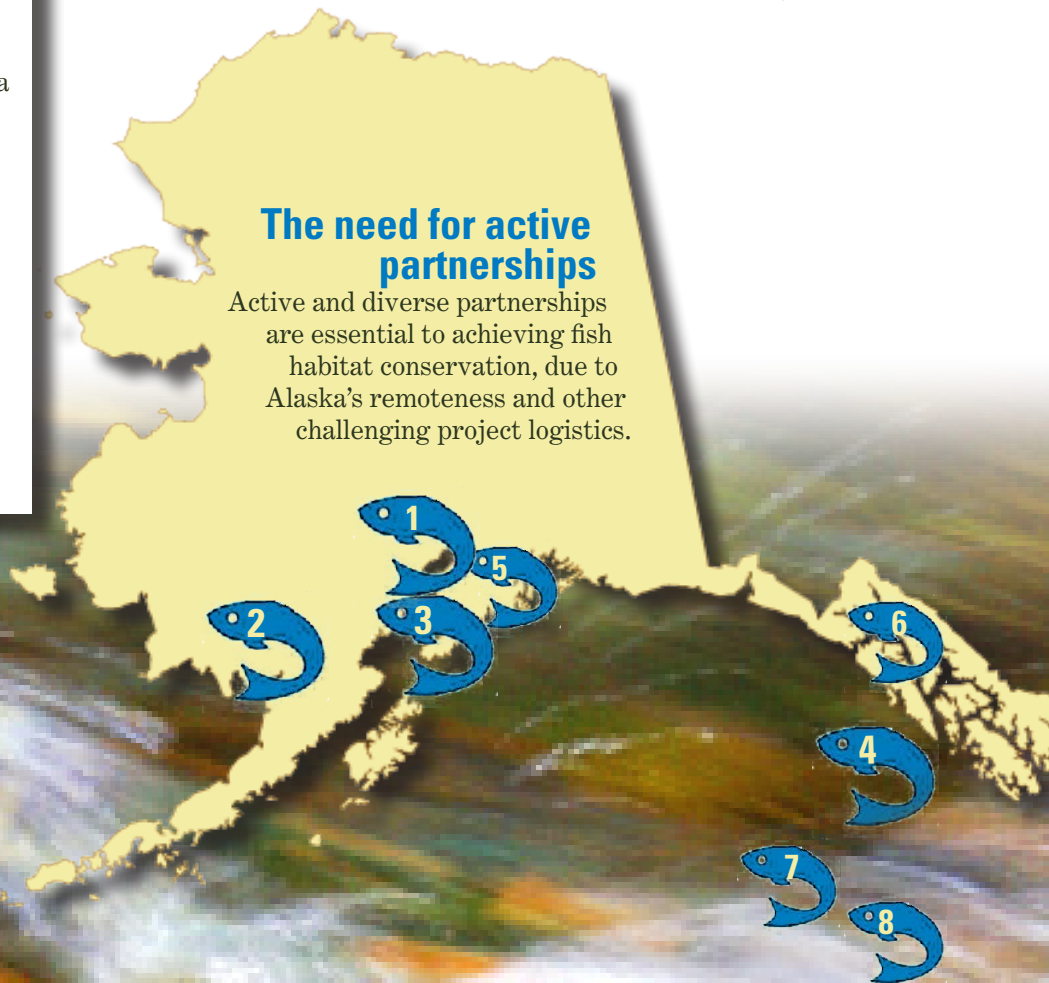 a
The need for active
partnerships
Active and diverse partnerships
are essential to achieving fish
habitat conservation, due to
Alaska’s remoteness and other
challenging project logistics.
1
5
2
3
6
4
7
8